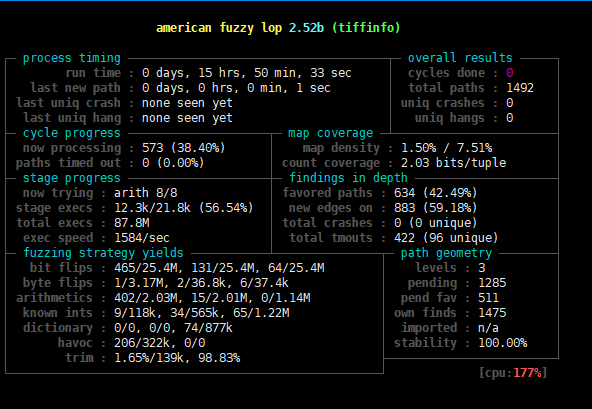 american fuzzy lop 2.52b (tiffinfo)
process timing overall results
run time : 0 days, 15 hrs, 50 min, 33 sec cycles done : 0
last new path : 0 days, 0 hrs, 0 min, 1 sec total paths : 1492
last uniq crash : none seen yet uniq crashes : 0
last uniq hang : none seen yet uniq hangs : 0
cycle progress map coverage
now processing : 573 (38.40%) map density : 1.50% / 7.51%
paths timed out : 0 (0.00%) count coverage : 2.03 bits/tuple
stage progress findings in depth
now trying : arith 8/8 favored paths : 634 (42.49%)
stage execs : 12.3k/21.8k (56.54%) new edges on : 883 (59.18%)
total execs : 87.8M total crashes : 0 (0 unique)
exec speed : 1584/sec total tmouts : 422 (96 unique)
fuzzing strategy yields path geometry
bit flips : 465/25.4M, 131/25.4M, 64/25.4M levels : 3
byte flips : 1/3.17M, 2/36.8k, 6/37.4k pending : 1285
arithmetics : 402/2.03M, 15/2.01M, 0/1.14M pend fav : 511
known ints : 9/118k, 34/565k, 65/1.22M own finds : 1475
dictionary : 0/0, 0/0, 74/877k imported : n/a
havoc : 206/322k, 0/0 stability : 100.00%
trim : 1.65%/139k, 98.83%
[cpu:177%]